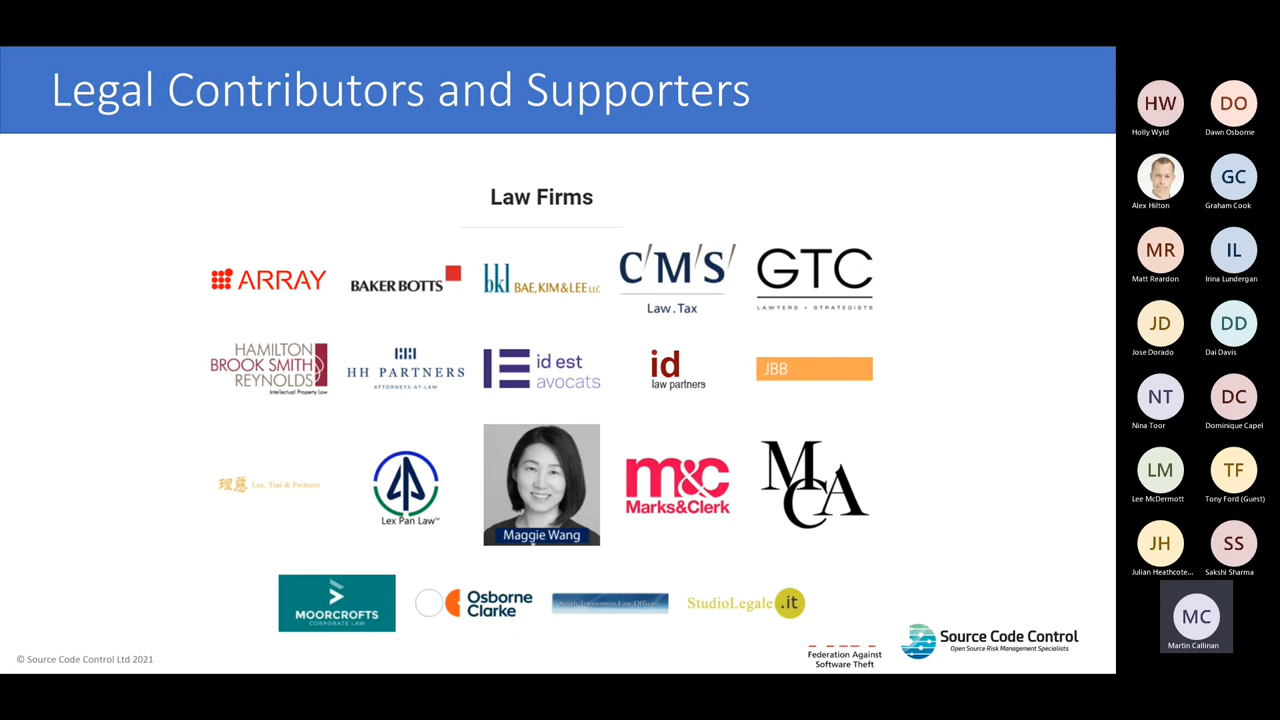 Legal Contributors and Supporters
Law Firms
ARRAY
BAKER BOTTS
bkl BAE, KIM & LEE LLC
C/M/S/
Law.Tax
GTC
LAWYERS + STRATEGISTS
HAMILTON
BROOK SMITH
REYNOLDS
Intellectual Property Law
HH PARTNERS
ATTORNEYS-AT-LAW
id est
avocats
id
law partners
JBB
理慈 Lee, Tsai & Partners
Lex Pan Law™
Maggie Wang
m&c
Marks&Clerk
MCA
MOORCROFTS
CORPORATE LAW
Osborne
Clarke
StudioLegale.it
© Source Code Control Ltd 2021
Federation Against
Software Theft
Source Code Control
Open Source Risk Management Specialists
HW
Holly Wyld
DO
Dawn Osborne
Alex Hilton
GC
Graham Cook
MR
Matt Reardon
IL
Irina Lundergan
JD
Jose Dorado
DD
Dai Davis
NT
Nina Toor
DC
Dominique Capel
LM
Lee McDermott
TF
Tony Ford (Guest)
JH
Julian Heathcote...
SS
Sakshi Sharma
MC
Martin Callinan